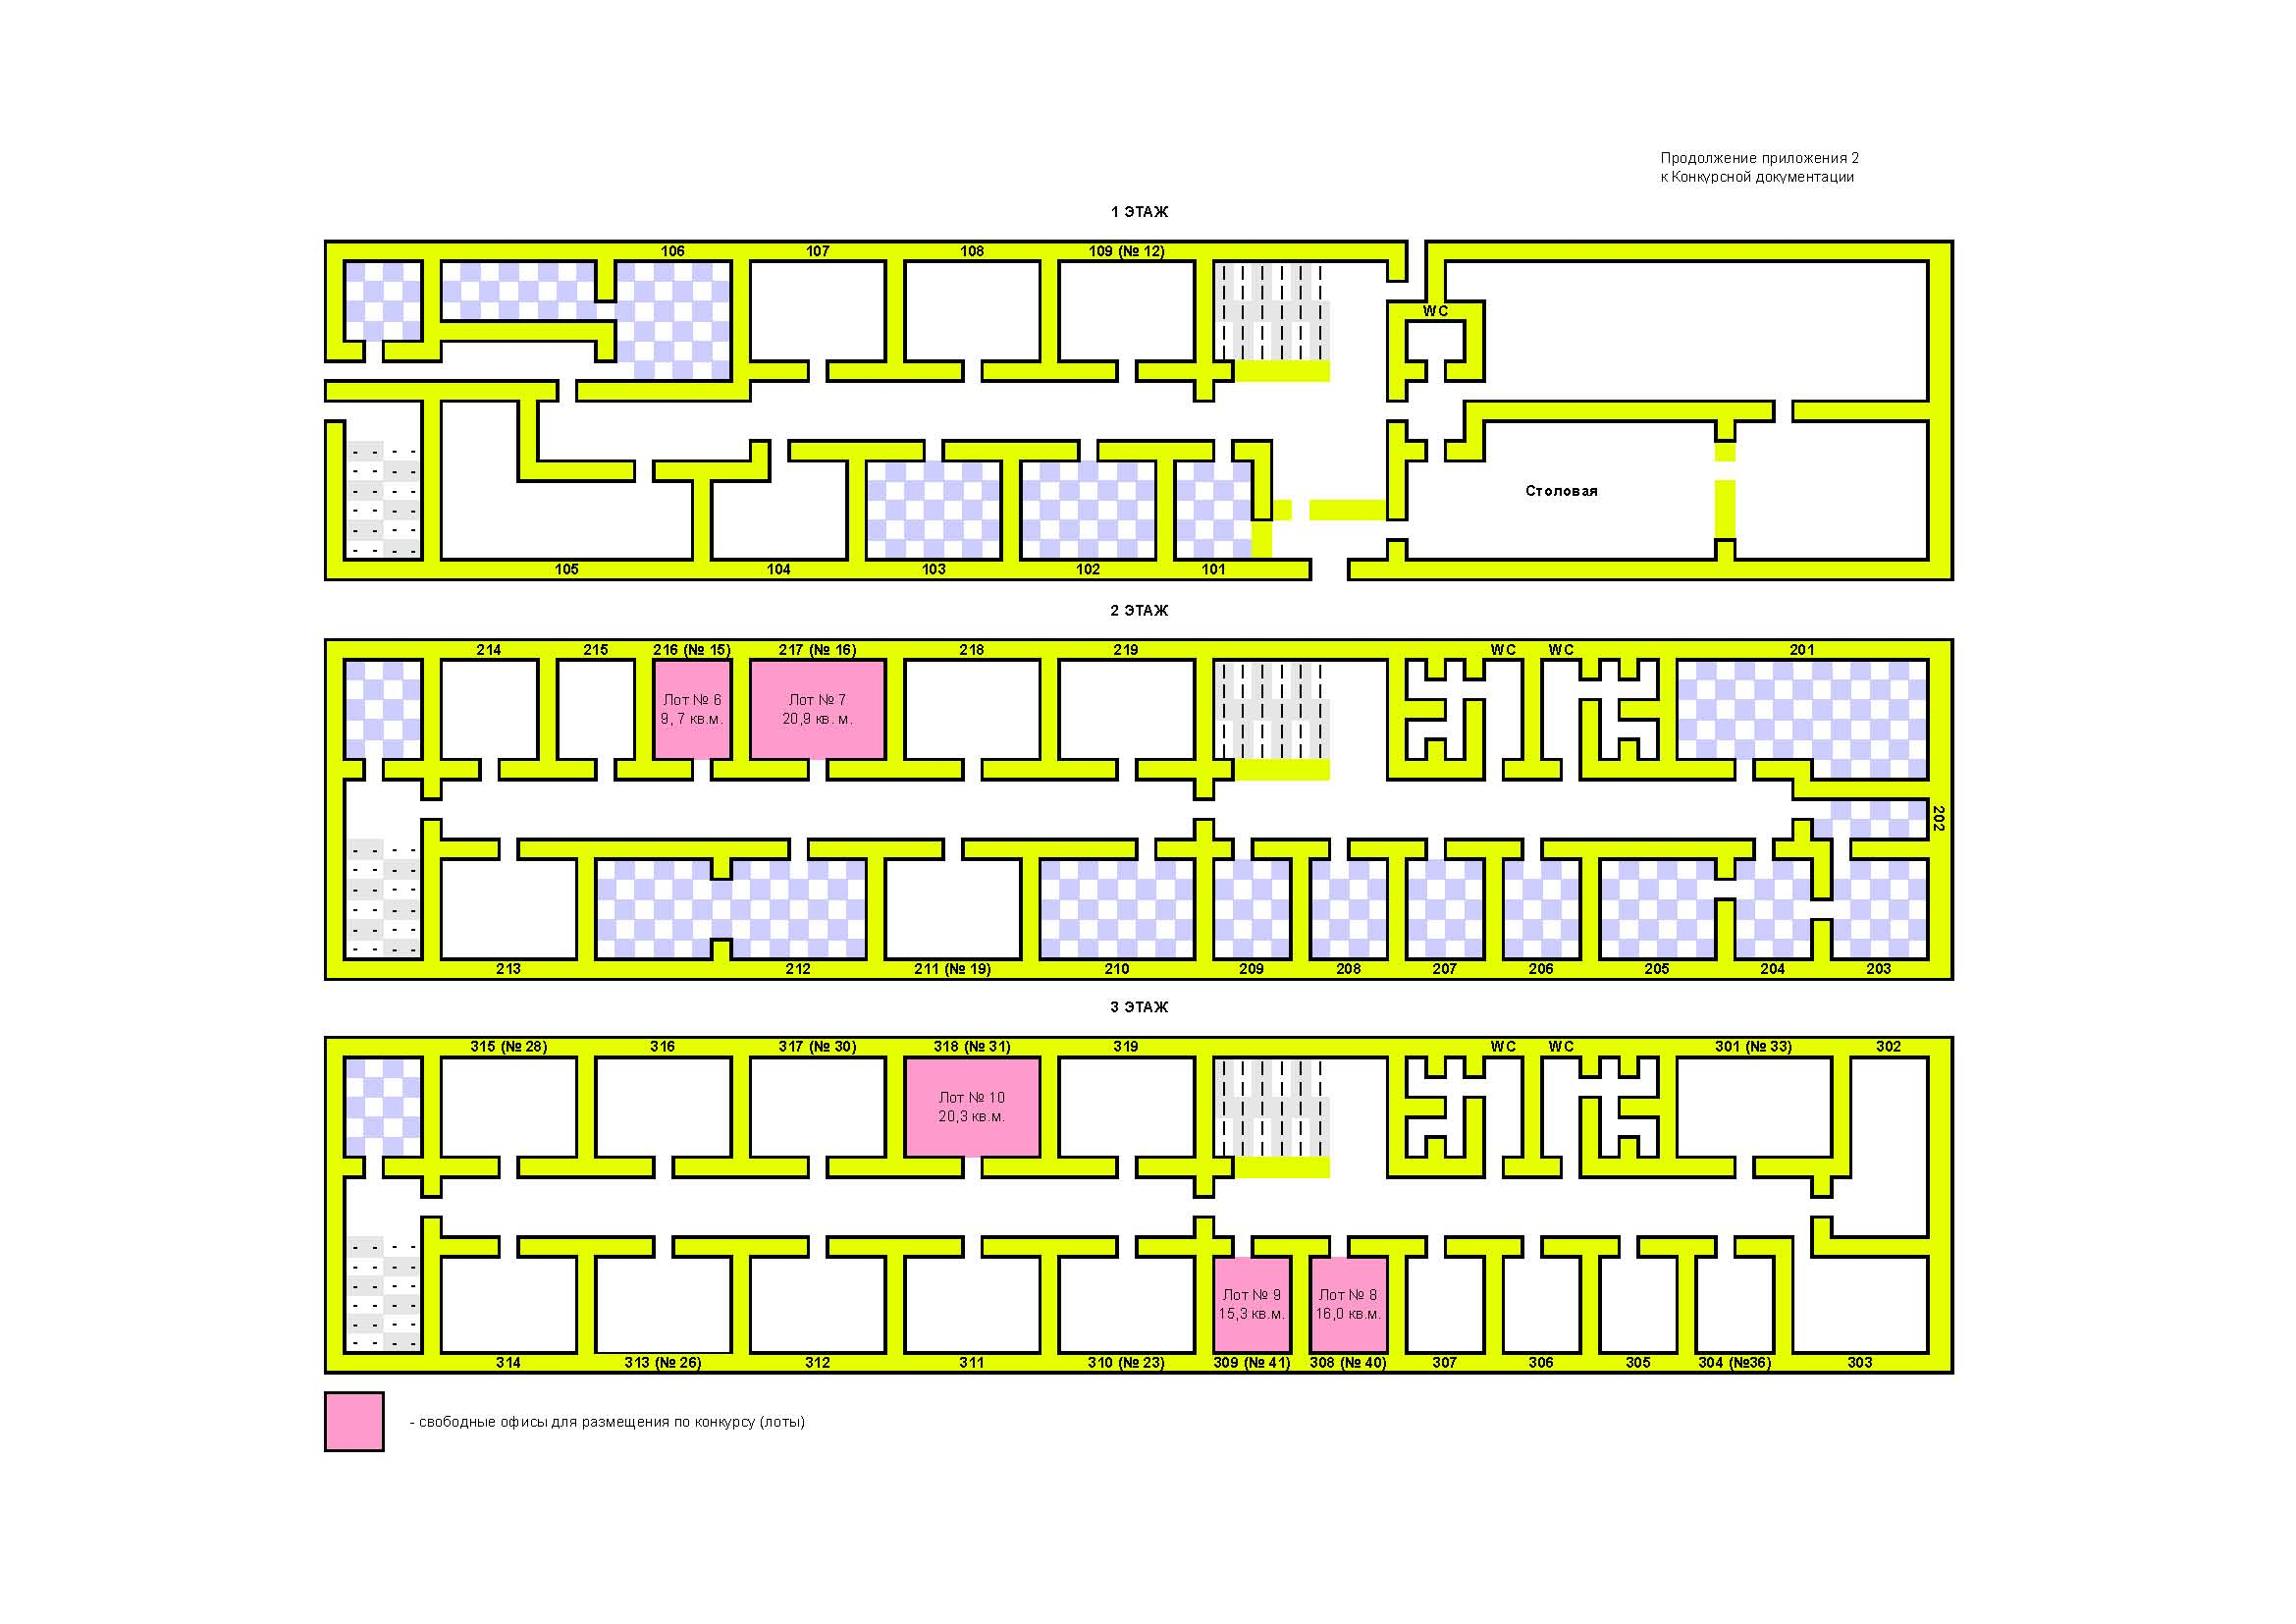 Продолжение приложения 2
к Конкурсной документации
1 ЭТАЖ
106 107 108 109 (№ 12)
WC
Столовая
105 104 103 102 101
2 ЭТАЖ
214 215 216 (№ 15) 217 (№ 16) 218 219 WC WC 201
Лот № 6
9, 7 кв.м.
Лот № 7
20,9 кв. м.
202
213 212 211 (№ 19) 210 209 208 207 206 205 204 203
3 ЭТАЖ
315 (№ 28) 316 317 (№ 30) 318 (№ 31) 319 WC WC 301 (№ 33) 302
Лот № 10
20,3 кв.м.
Лот № 9
15,3 кв.м.
Лот № 8
16,0 кв.м.
314 313 (№ 26) 312 311 310 (№ 23) 309 (№ 41) 308 (№ 40) 307 306 305 304 (№36) 303
- свободные офисы для размещения по конкурсу (лоты)